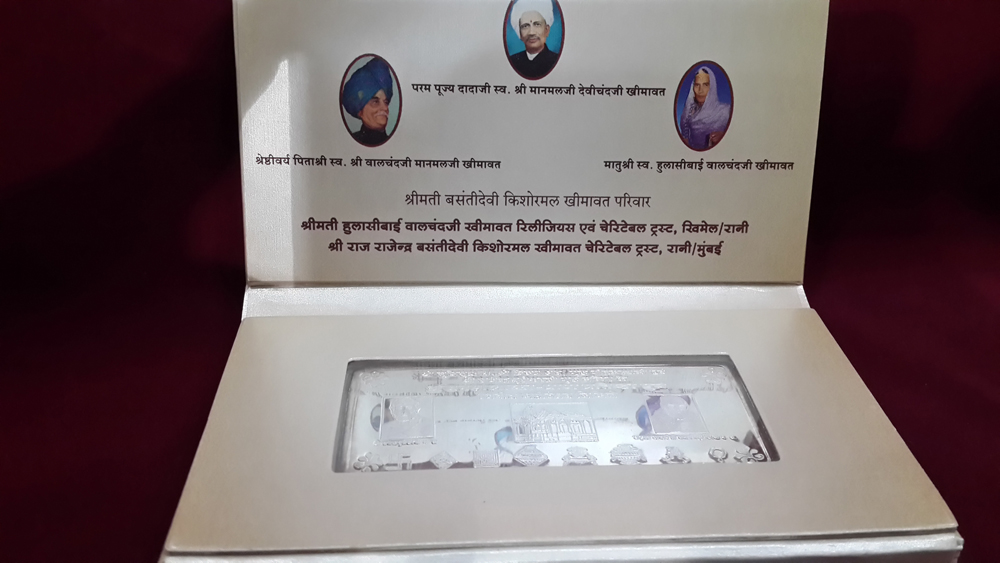 परम पूज्य दादाजी स्व. श्री मानमलजी देवीचंदजी खीमावत
श्रेष्ठीवर्य पिताश्री स्व. श्री वालचंदजी मानमलजी खीमावत
मातुश्री स्व. हुलासीबाई वालचंदजी खीमावत
श्रीमती बसंतीदेवी किशोरमल खीमावत परिवार
श्रीमती हुलासीबाई वालचंदजी खीमावत रिलीजियस एवं चेरिटेबल ट्रस्ट, खिमेल/रानी
श्री राज राजेन्द्र बसंतीदेवी किशोरमल खीमावत चेरिटेबल ट्रस्ट, रानी/मुंबई